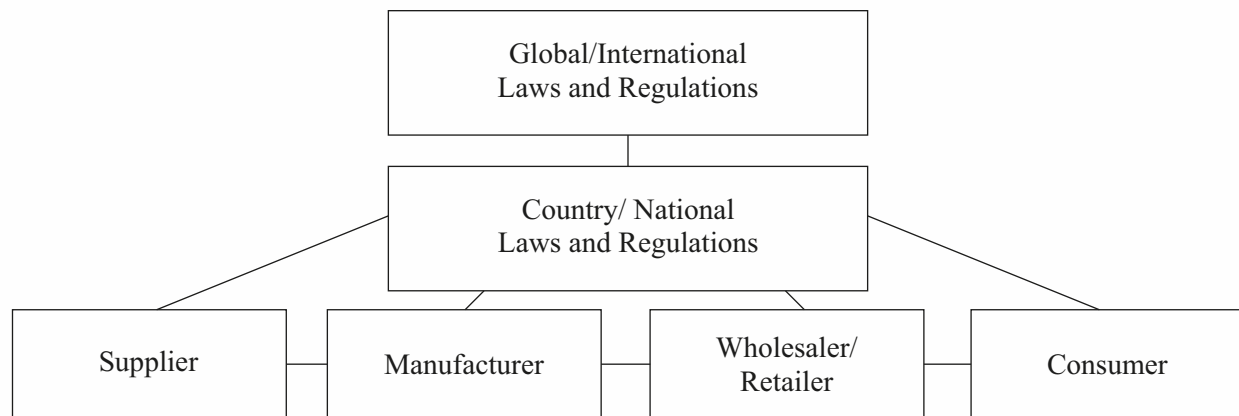 Global/International
Laws and Regulations
Country/ National
Laws and Regulations
Supplier
Manufacturer
Wholesaler/
Retailer
Consumer